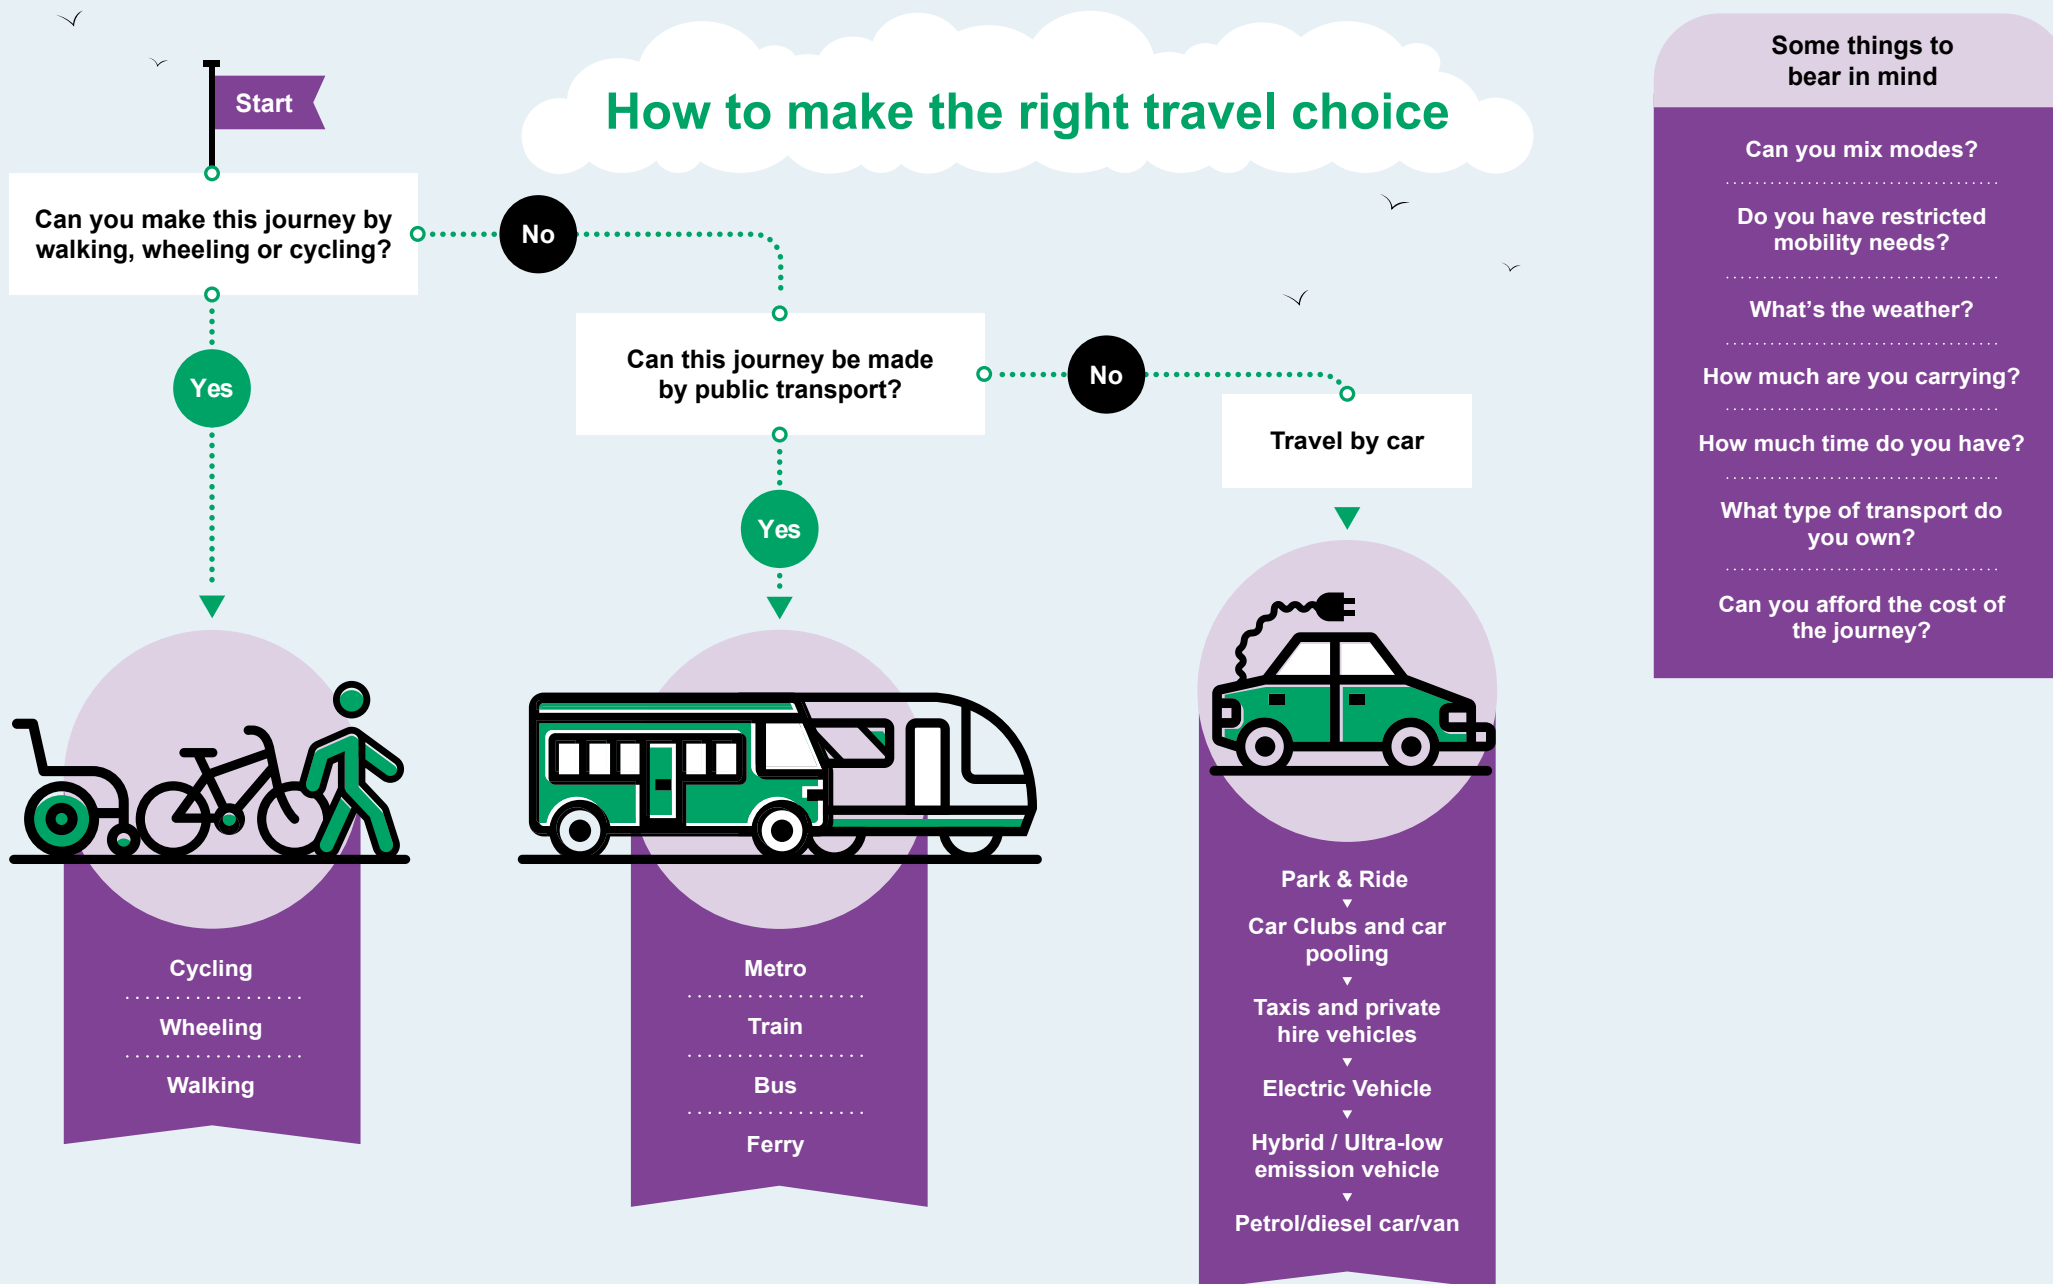 How to make the right travel choice
Start
Can you make this journey by
walking, wheeling or cycling?
No
Yes
Can this journey be made
by public transport?
No
Yes
Travel by car
Cycling
Wheeling
Walking
Metro
Train
Bus
Ferry
Park & Ride
Car Clubs and car
pooling
Taxis and private
hire vehicles
Electric Vehicle
Hybrid / Ultra-low
emission vehicle
Petrol/diesel car/van
Some things to
bear in mind
Can you mix modes?
Do you have restricted
mobility needs?
What’s the weather?
How much are you carrying?
How much time do you have?
What type of transport do
you own?
Can you afford the cost of
the journey?